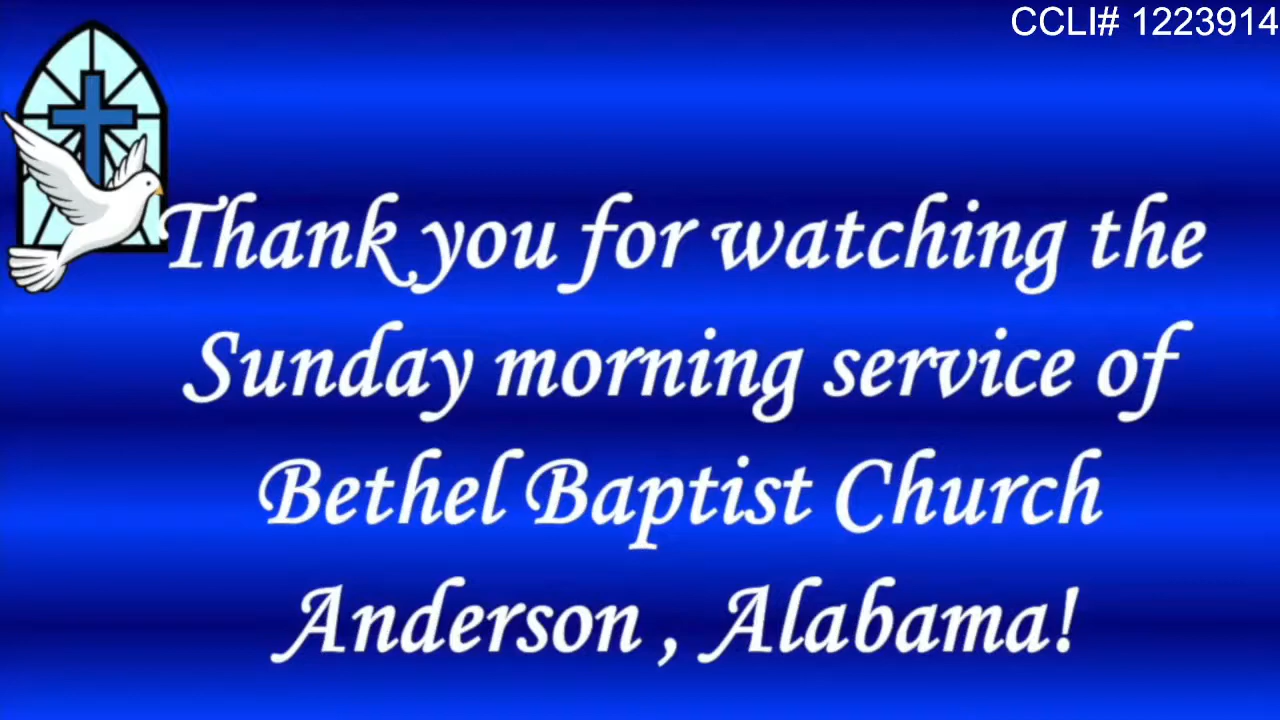 CCLI# 1223914
Thank you for watching the
Sunday morning service of
Bethel Baptist Church
Anderson , Alabama!